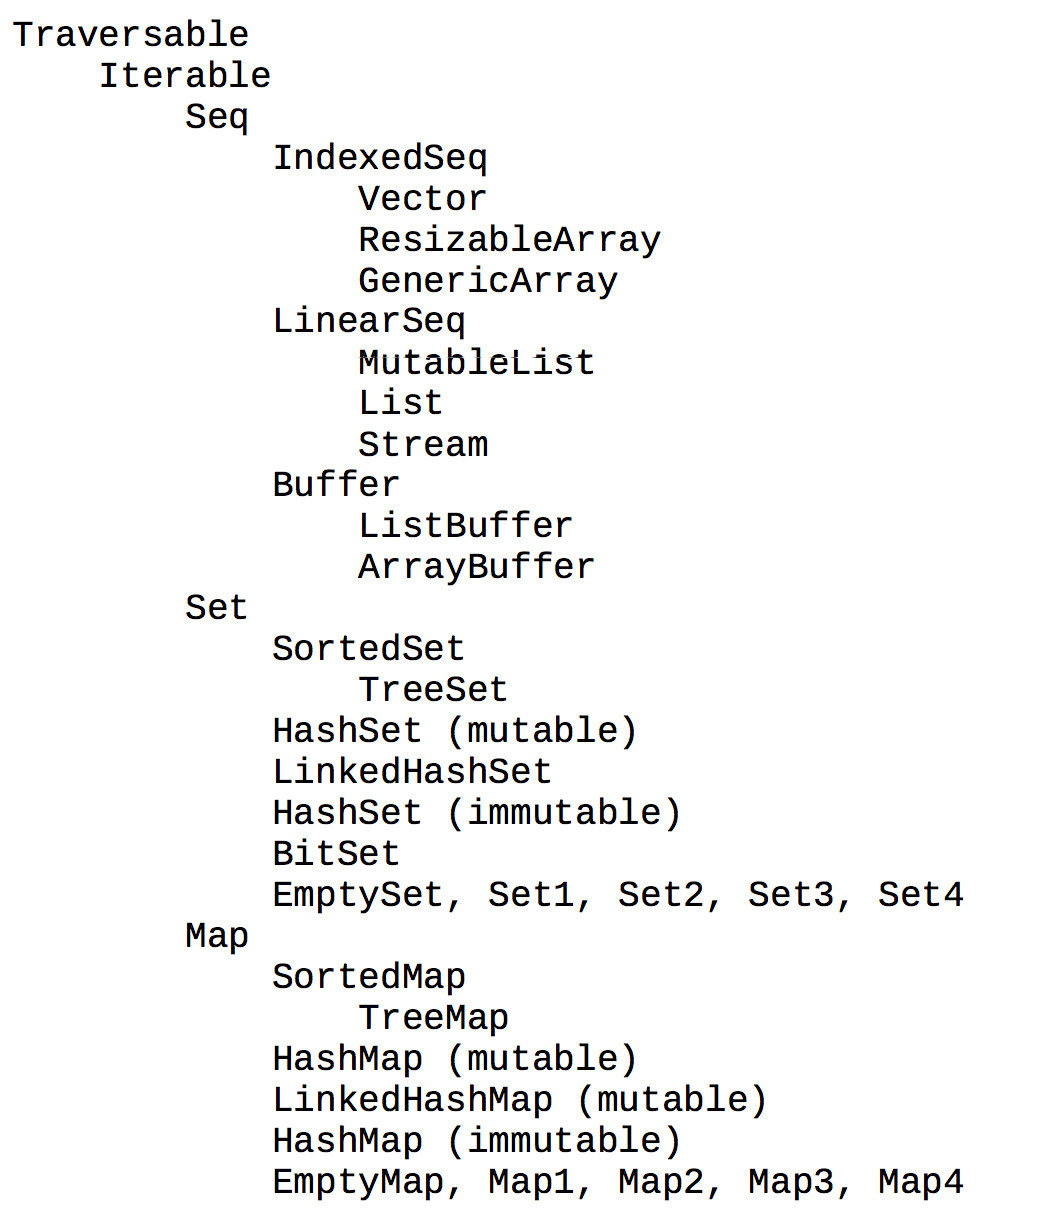 Traversable
    Iterable
        Seq
            IndexedSeq
                Vector
                ResizableArray
                GenericArray
            LinearSeq
                MutableList
                List
                Stream
            Buffer
                ListBuffer
                ArrayBuffer
        Set
            SortedSet
                TreeSet
            HashSet (mutable)
            LinkedHashSet
            HashSet (immutable)
            BitSet
            EmptySet, Set1, Set2, Set3, Set4
        Map
            SortedMap
                TreeMap
            HashMap (mutable)
            LinkedHashMap (mutable)
            HashMap (immutable)
            EmptyMap, Map1, Map2, Map3, Map4